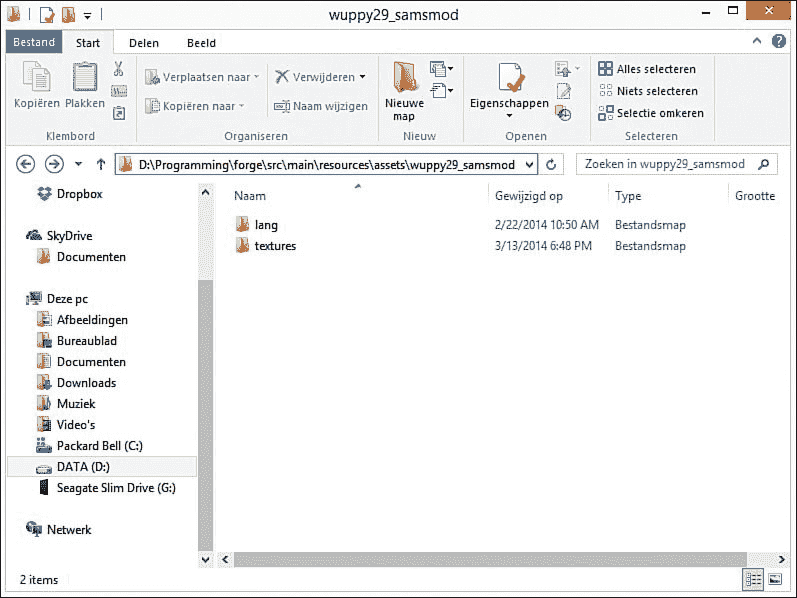 wuppy29_samsmod
Bestand Start Delen Beeld
Kopiëren Plakken
Verplaatsen naar
Kopiëren naar
Verwijderen
Naam wijzigen
Nieuwe
map
Eigenschappen
Alles selecteren
Niets selecteren
Selectie omkeren
Klembord Organiseren Nieuw Openen Selecteren
D:\Programming\forge\src\main\resources\assets\wuppy29_samsmod Zoeken in wuppy29_samsmod
Naam Gewijzigd op Type Grootte
lang 2/22/2014 10:50 AM Bestandsmap
textures 3/13/2014 6:48 PM Bestandsmap
Dropbox
SkyDrive
Documenten
Deze pc
Afbeeldingen
Bureaublad
Documenten
Downloads
Muziek
Video's
Packard Bell (C:)
DATA (D:)
Seagate Slim Drive (G:)
Netwerk
2 items